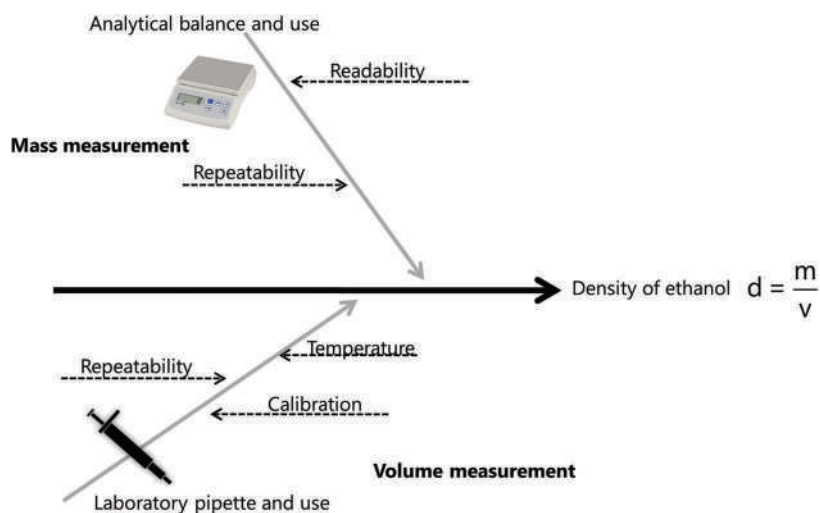 Analytical balance and use
Readability
Mass measurement
Repeatability
Density of ethanol d = m/v
Temperature
Repeatability
Calibration
Volume measurement
Laboratory pipette and use